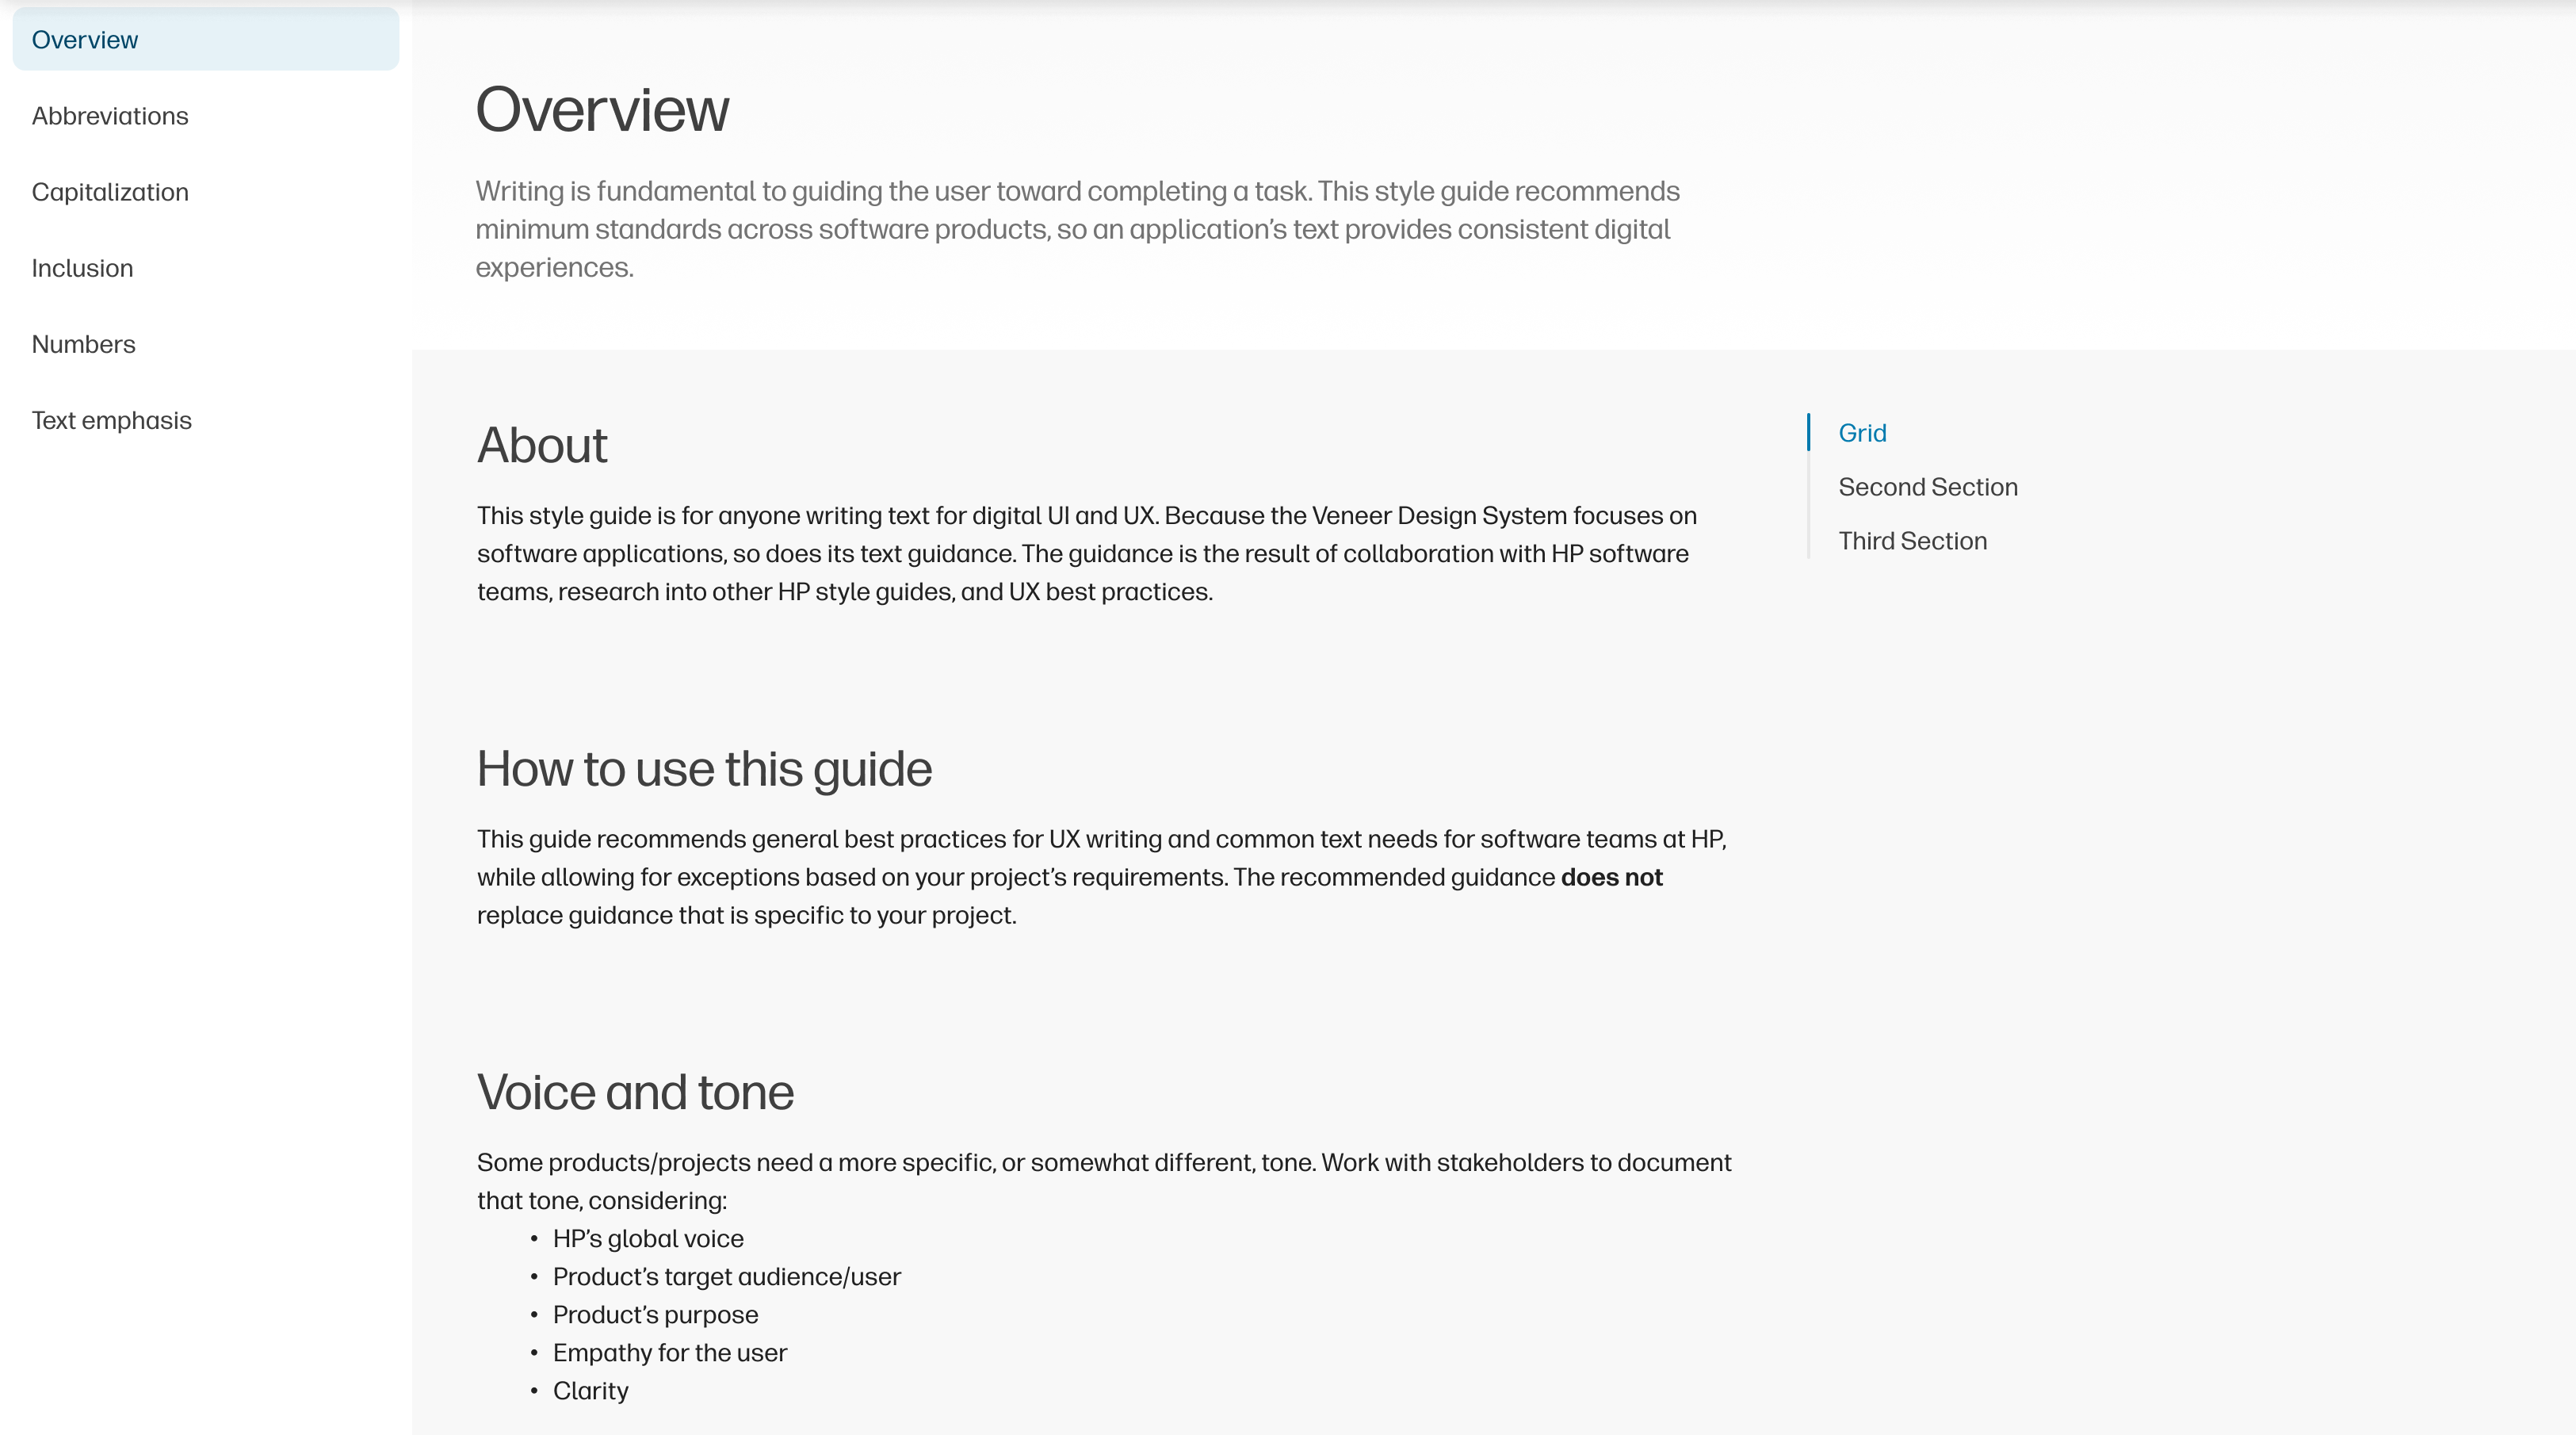 Overview
Abbreviations
Capitalization
Inclusion
Numbers
Text emphasis
Overview
Writing is fundamental to guiding the user toward completing a task. This style guide recommends
minimum standards across software products, so an application’s text provides consistent digital
experiences.
About
This style guide is for anyone writing text for digital UI and UX. Because the Veneer Design System focuses on
software applications, so does its text guidance. The guidance is the result of collaboration with HP software
teams, research into other HP style guides, and UX best practices.
How to use this guide
This guide recommends general best practices for UX writing and common text needs for software teams at HP,
while allowing for exceptions based on your project’s requirements. The recommended guidance does not
replace guidance that is specific to your project.
Voice and tone
Some products/projects need a more specific, or somewhat different, tone. Work with stakeholders to document
that tone, considering:
• HP’s global voice
• Product’s target audience/user
• Product’s purpose
• Empathy for the user
• Clarity
Grid
Second Section
Third Section